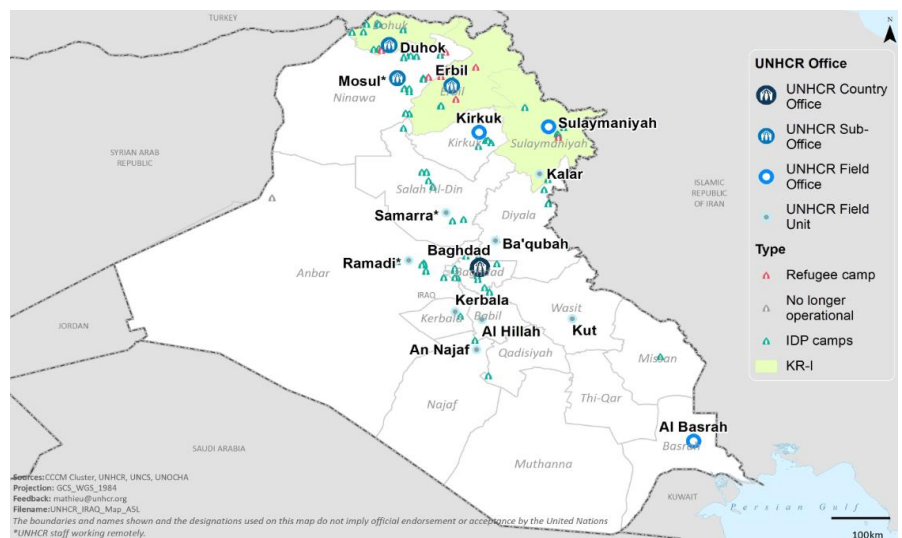 TURKEY
N
Dohuk
Duhok
Erbil
Mosul*
Erbil
Ninawa
Kirkuk
Sulaymaniyah
Kirkuk
Sulaymaniyah
SYRIAN ARAB
REPUBLIC
Kalar
ISLAMIC
REPUBLIC
OF IRAN
Salah Al-Din
Samarra*
Diyala
Baghdad
Ba'qubah
Ramadi*
Baghdad
Anbar
IRAQ
Kerbala
Wasit
JORDAN
Kerbala
Babil
Al Hillah
Kut
An Najaf
Qadisiyah
Missan
Najaf
Thi-Qar
Al Basrah
Basrah
SAUDI ARABIA
Muthanna
KUWAIT
Persian Gulf
100km
UNHCR Office
UNHCR Country
Office
UNHCR Sub-
Office
UNHCR Field
Office
UNHCR Field
Unit
Type
Refugee camp
No longer
operational
IDP camps
KR-I
Sources:CCCM Cluster, UNHCR, UNCS, UNOCHA
Projection: GCS_WGS_1984
Feedback: mathieu@unhcr.org
Filename:UNHCR_IRAQ_Map_ASL
The boundaries and names shown and the designations used on this map do not imply official endorsement or acceptance by the United Nations
*UNHCR staff working remotely.